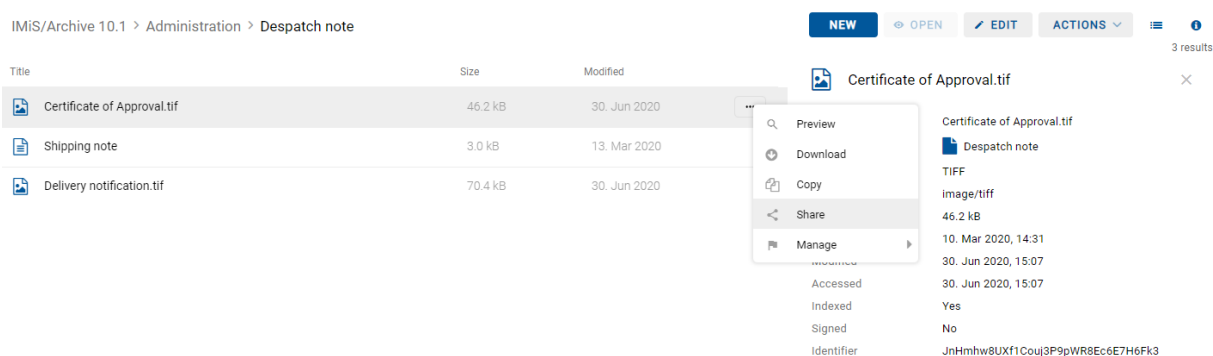 IMiS/Archive 10.1 > Administration > Despatch note
NEW OPEN EDIT ACTIONS
3 results
Title Size Modified
Certificate of Approval.tif 46.2 kB 30. Jun 2020 ...
Shipping note 3.0 kB 13. Mar 2020
Delivery notification.tif 70.4 kB 30. Jun 2020
Preview
Download
Copy
Share
Manage
Certificate of Approval.tif
Certificate of Approval.tif
Despatch note
TIFF
image/tiff
46.2 kB
10. Mar 2020, 14:31
Modified 30. Jun 2020, 15:07
Accessed 30. Jun 2020, 15:07
Indexed Yes
Signed No
Identifier JnHmhw8UXf1Couj3P9pWR8Ec6E7H6Fk3